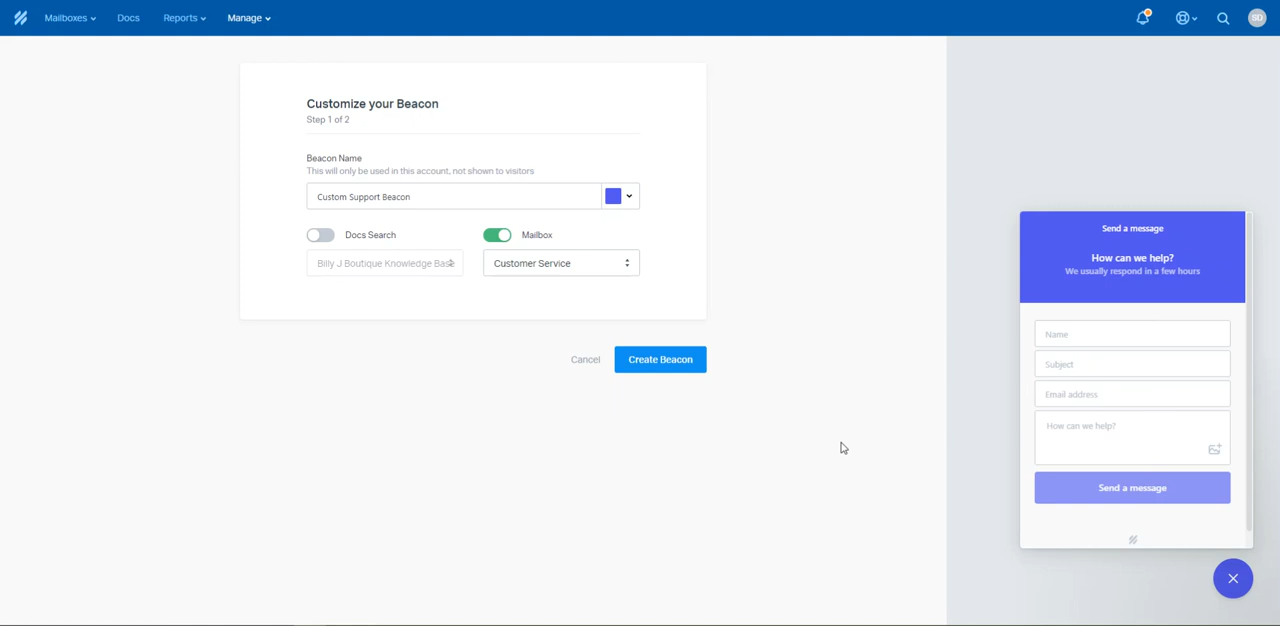 Mailboxes Docs Reports Manage SD
Customize your Beacon
Step 1 of 2
Beacon Name
This will only be used in this account, not shown to visitors
Custom Support Beacon
Docs Search Mailbox
Billy J Boutique Knowledge Base Customer Service
Cancel Create Beacon
Send a message
How can we help?
We usually respond in a few hours
Name
Subject
Email address
How can we help?
Send a message